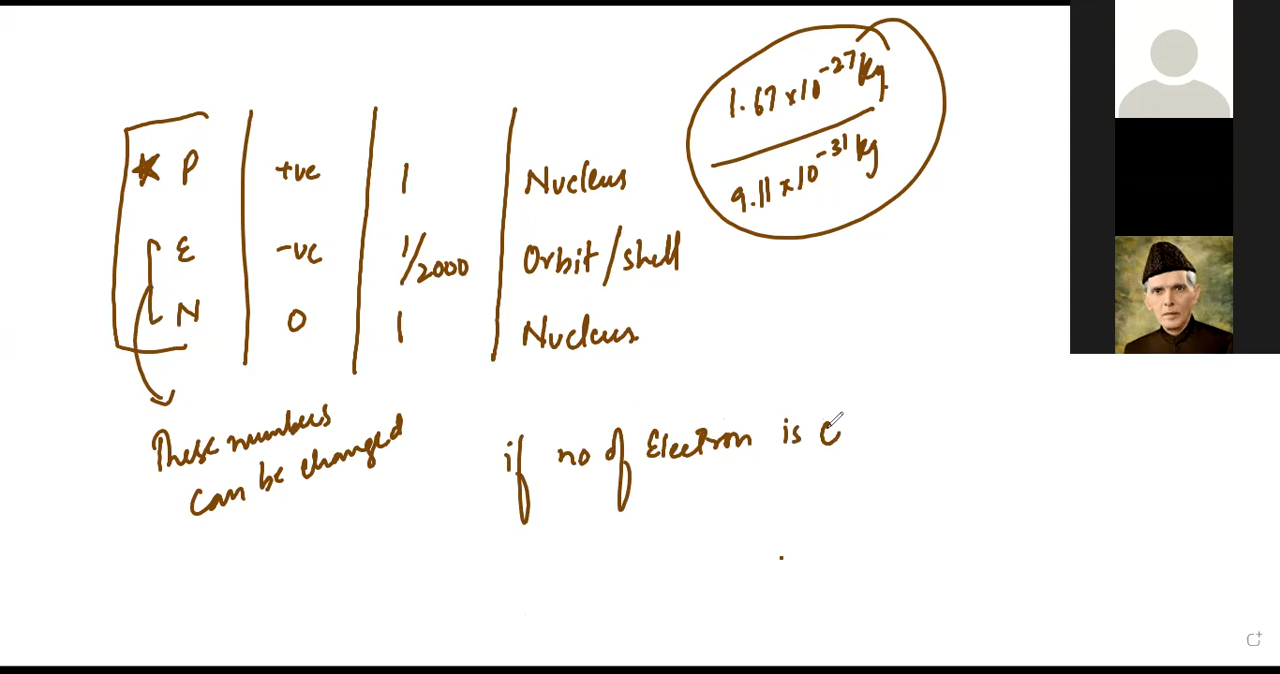 1.67×10⁻²⁷kg
9.11×10⁻³¹kg
P +ve 1 Nucleus
E -ve 1/2000 Orbit/shell
N 0 1 Nucleus
These numbers
can be changed
if no of Electron is c